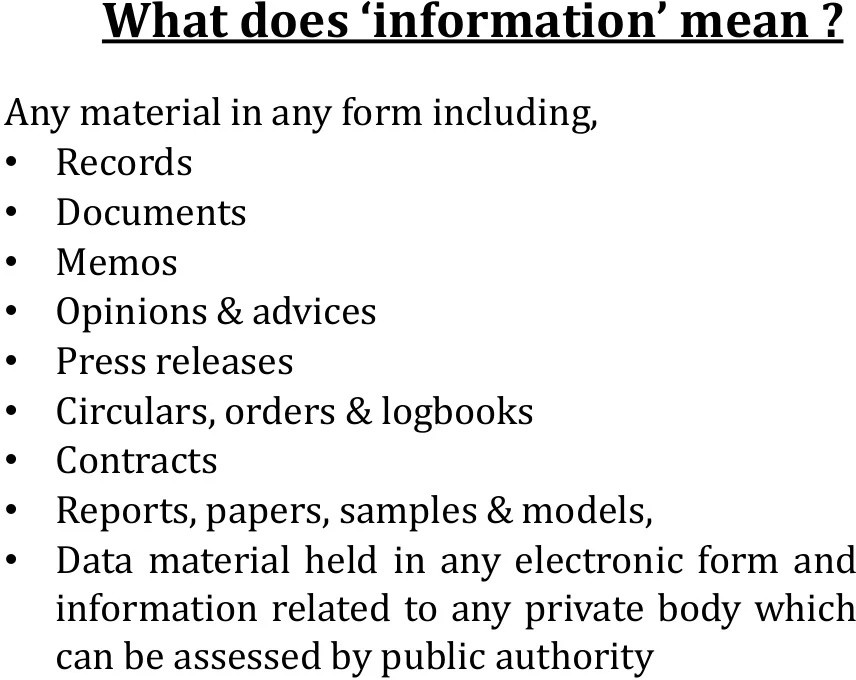 What does ‘information’ mean ?
Any material in any form including,
• Records
• Documents
• Memos
• Opinions & advices
• Press releases
• Circulars, orders & logbooks
• Contracts
• Reports, papers, samples & models,
• Data material held in any electronic form and
information related to any private body which
can be assessed by public authority